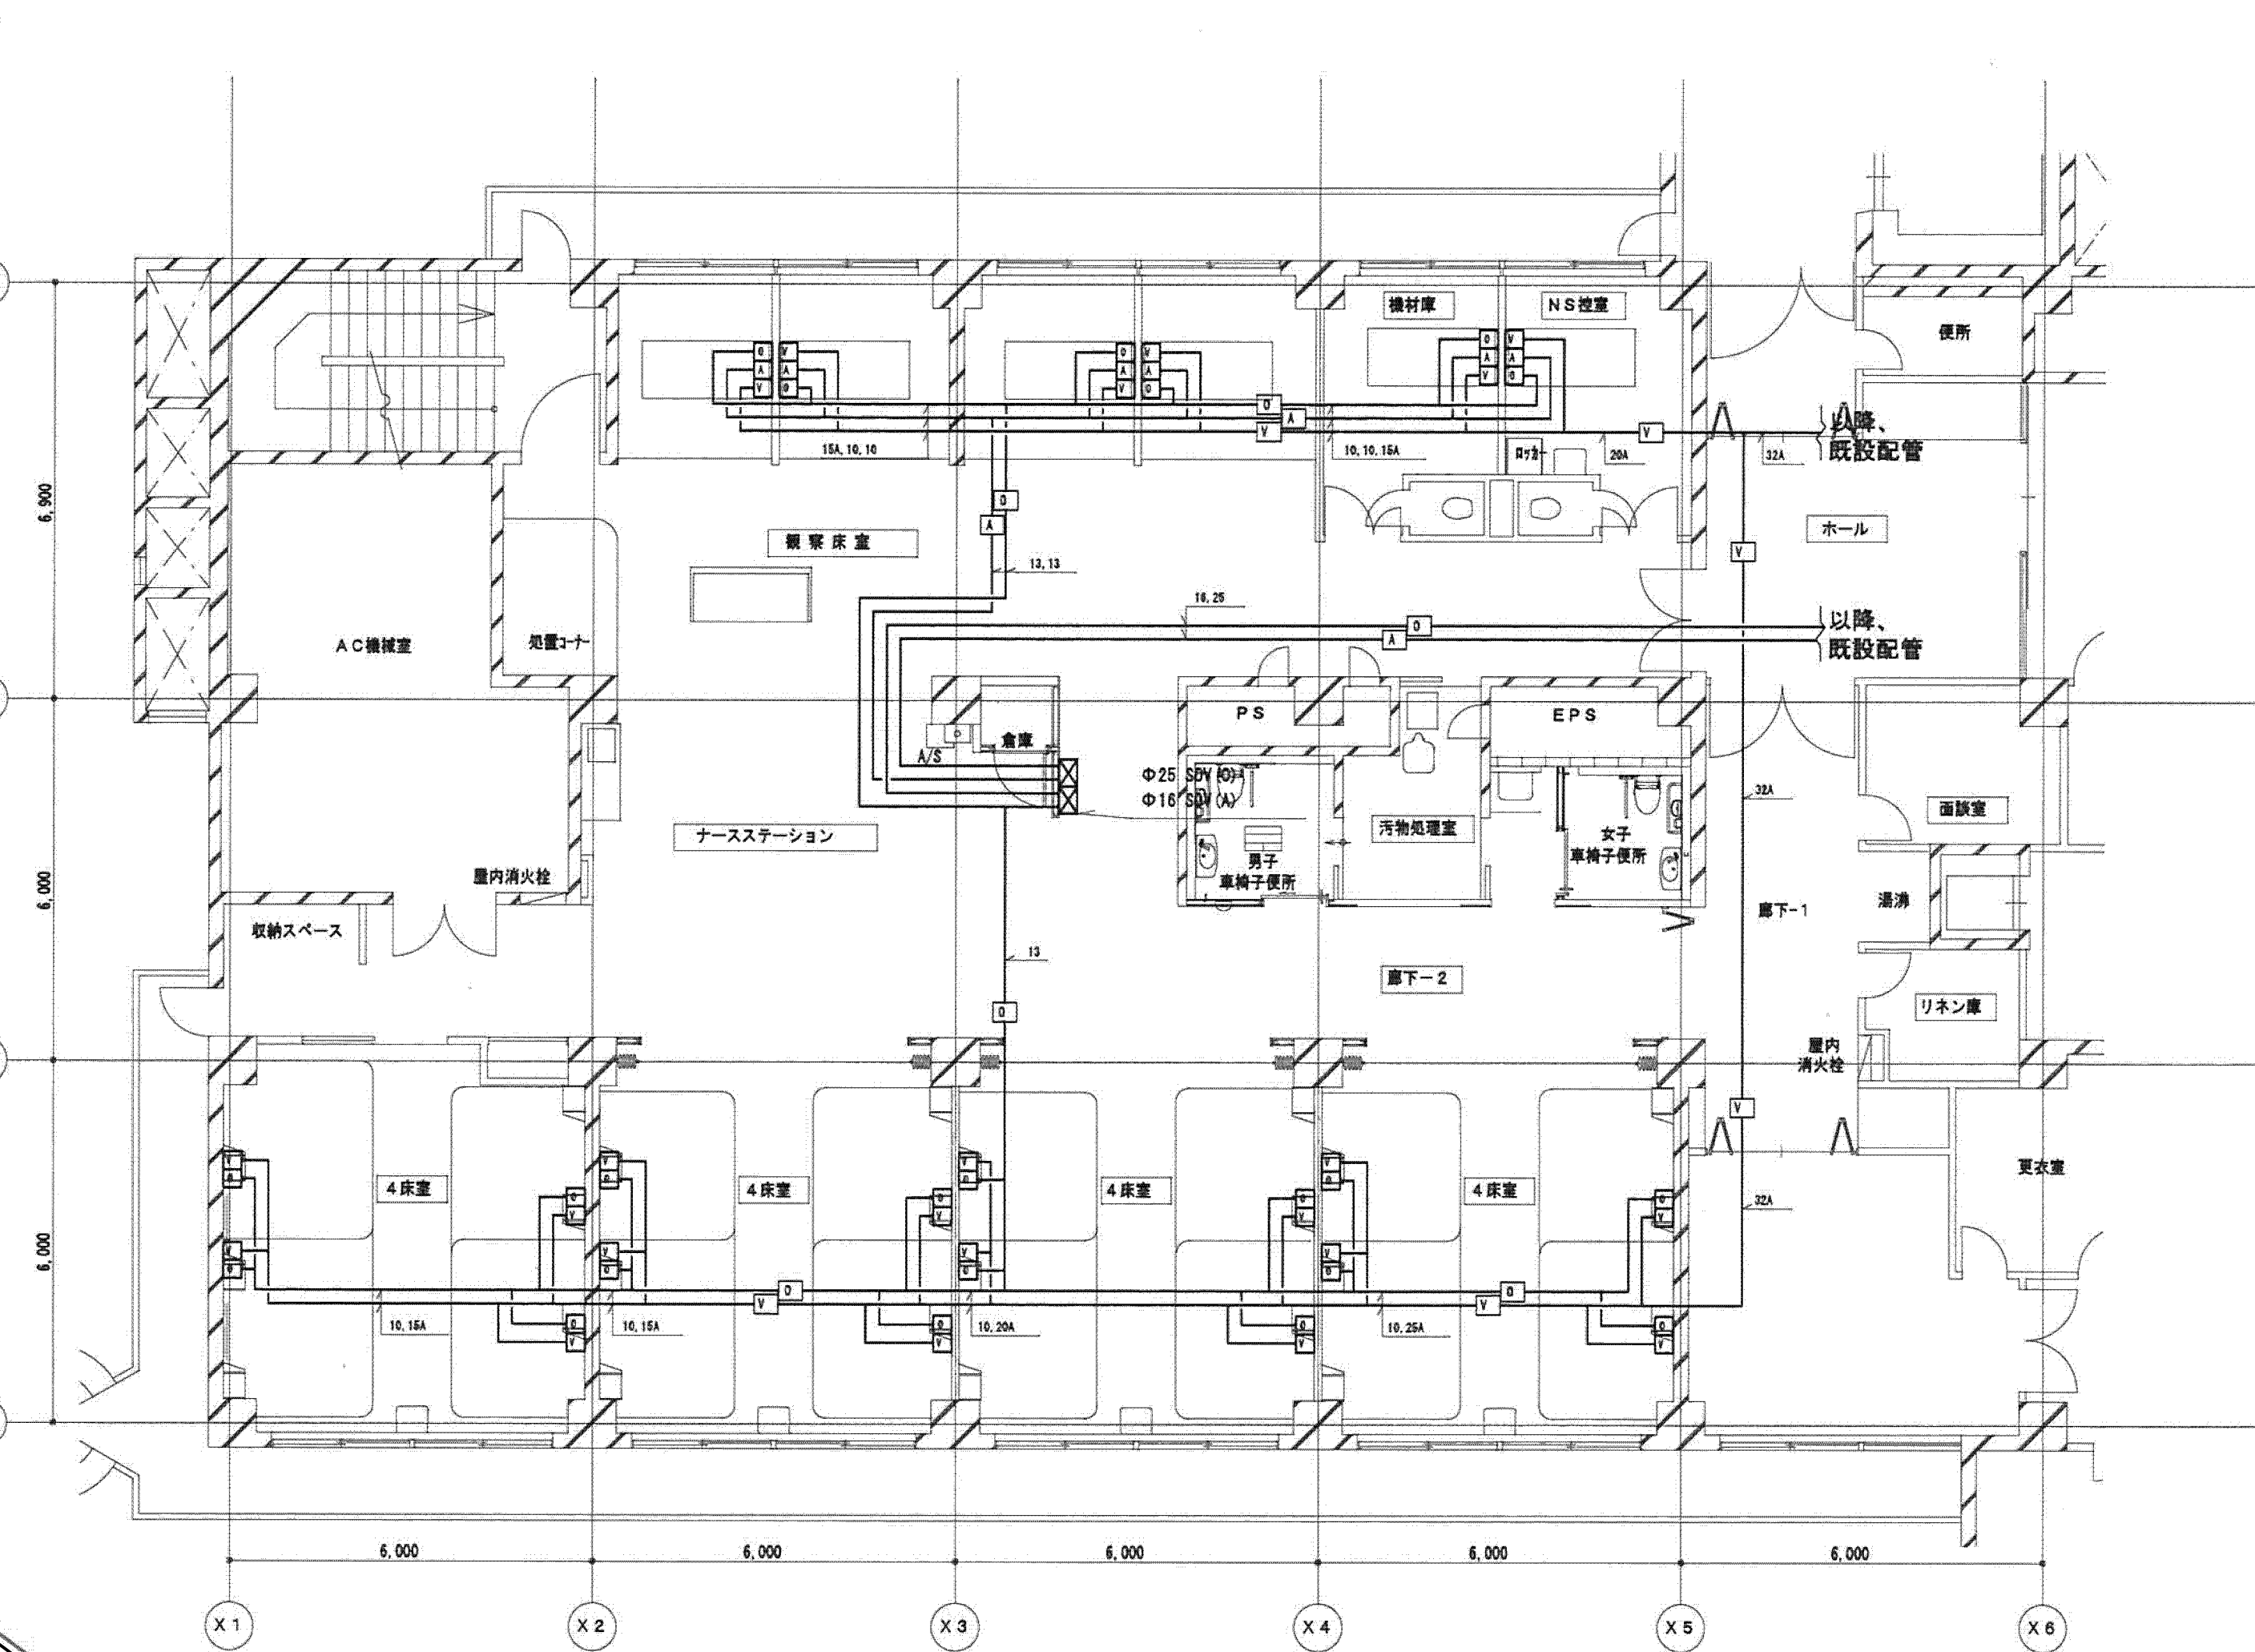 機材庫
NS控室
便所
O V
A A
V O
O V
A A
V O
O V
A A
V O
O
A
V
V
以降、
既設配管
15A,10,10
10,10,15A
ロッカー
20A
32A
6,900
O
A
観察床室
ホール
V
13,13
16,25
O
A
以降、
既設配管
AC機械室
処置コーナー
PS
EPS
倉庫
A/S
Φ25 SOV(O)
Φ16 SOV(A)
32A
面談室
ナースステーション
汚物処理室
女子
車椅子便所
男子
車椅子便所
屋内消火栓
6,000
収納スペース
湯沸
廊下-1
13
廊下-2
リネン庫
O
屋内
消火栓
V
更衣室
4床室
4床室
4床室
4床室
32A
6,000
O
V
O
V
10,15A
10,15A
10,20A
10,25A
6,000
6,000
6,000
6,000
6,000
X1
X2
X3
X4
X5
X6